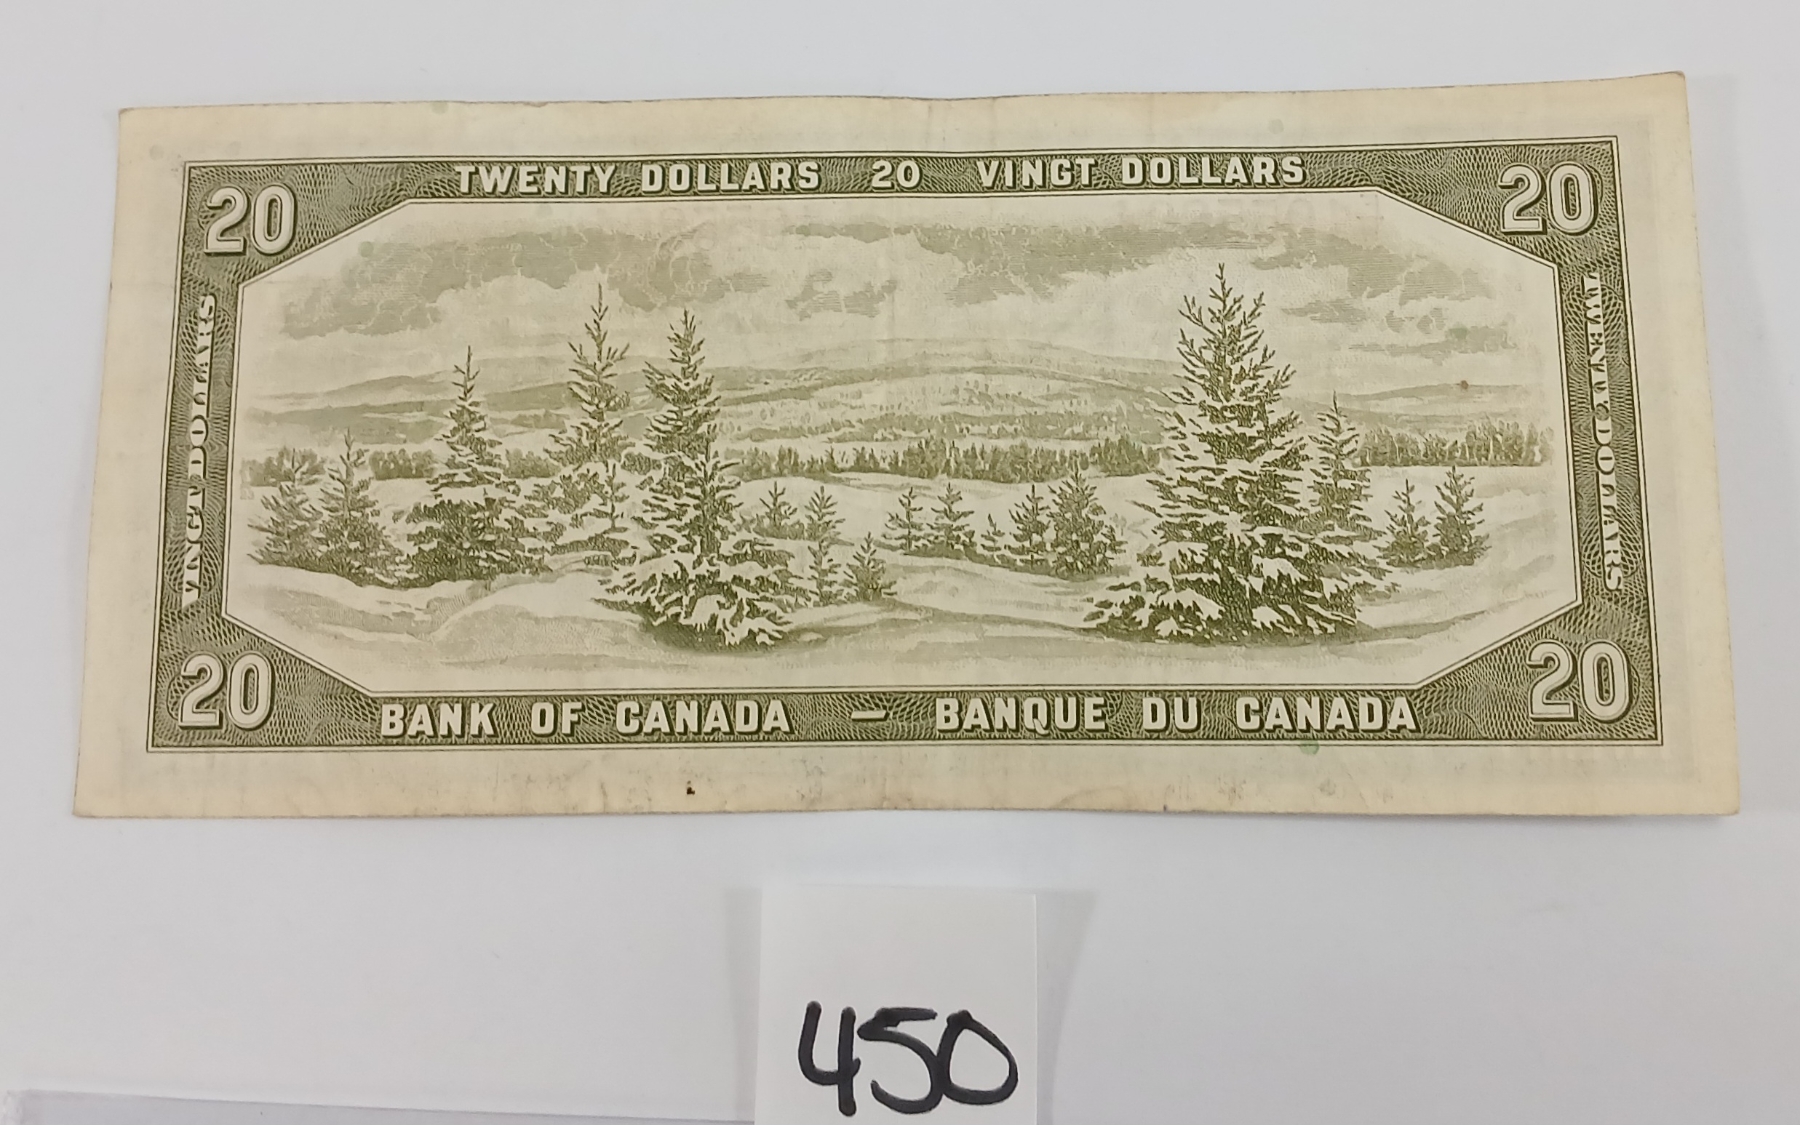 TWENTY DOLLARS 20 VINGT DOLLARS
20
20
VINGT DOLLARS
TWENTY DOLLARS
20
20
BANK OF CANADA – BANQUE DU CANADA
450